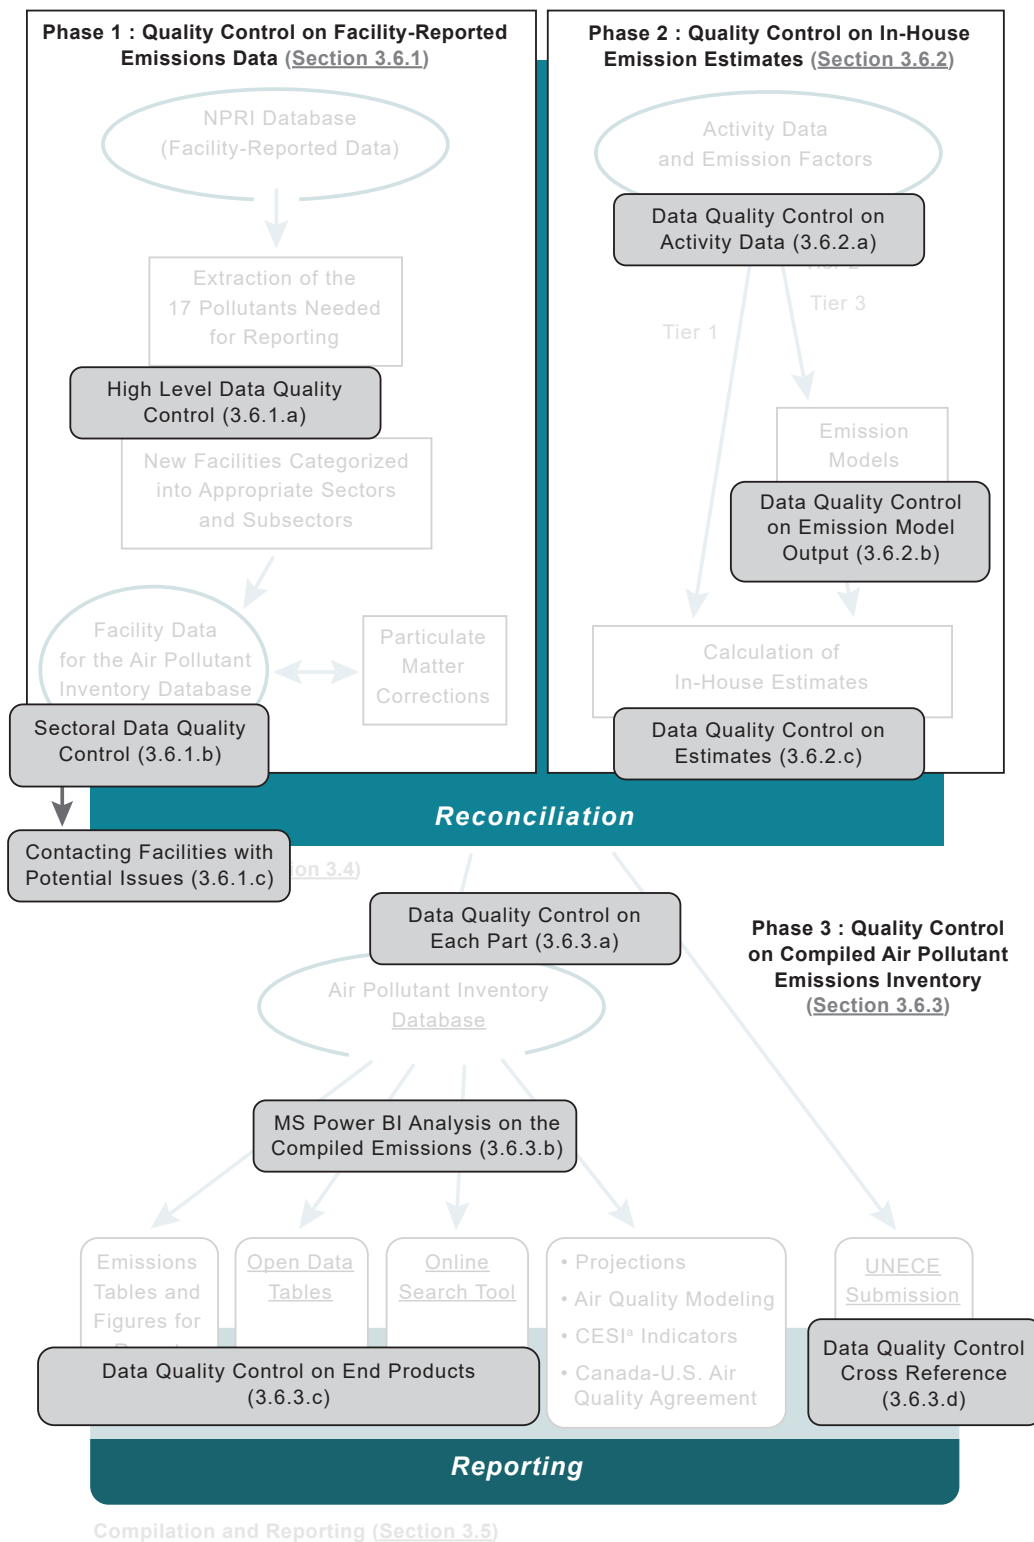 Phase 1 : Quality Control on Facility-Reported
Emissions Data (Section 3.6.1)
NPRI Database
(Facility-Reported Data)
Extraction of the
17 Pollutants Needed
for Reporting
High Level Data Quality
Control (3.6.1.a)
New Facilities Categorized
into Appropriate Sectors
and Subsectors
Facility Data
for the Air Pollutant
Inventory Database
Particulate
Matter
Corrections
Sectoral Data Quality
Control (3.6.1.b)
Contacting Facilities with
Potential Issues (3.6.1.c)
Phase 2 : Quality Control on In-House
Emission Estimates (Section 3.6.2)
Activity Data
and Emission Factors
Data Quality Control on
Activity Data (3.6.2.a)
Tier 3
Tier 1
Emission
Models
Data Quality Control
on Emission Model
Output (3.6.2.b)
Calculation of
In-House Estimates
Data Quality Control on
Estimates (3.6.2.c)
Reconciliation
3.4)
Data Quality Control on
Each Part (3.6.3.a)
Phase 3 : Quality Control
on Compiled Air Pollutant
Emissions Inventory
(Section 3.6.3)
Air Pollutant Inventory
Database
MS Power BI Analysis on the
Compiled Emissions (3.6.3.b)
Emissions
Tables and
Figures for
Open Data
Tables
Online
Search Tool
• Projections
• Air Quality Modeling
• CESIᵃ Indicators
• Canada-U.S. Air
Quality Agreement
UNECE
Submission
Data Quality Control on End Products
(3.6.3.c)
Data Quality Control
Cross Reference
(3.6.3.d)
Reporting
Compilation and Reporting (Section 3.5)